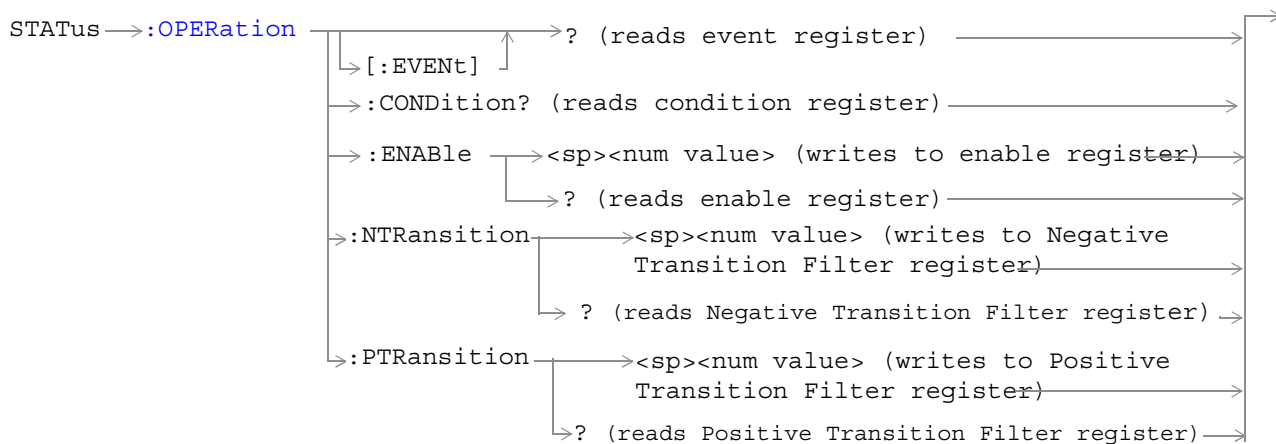 STATus :OPERation ? (reads event register)
[:EVENt]
:CONDition? (reads condition register)
:ENABle <sp><num value> (writes to enable register)
? (reads enable register)
:NTRansition <sp><num value> (writes to Negative
Transition Filter register)
? (reads Negative Transition Filter register)
:PTRansition <sp><num value> (writes to Positive
Transition Filter register)
? (reads Positive Transition Filter register)